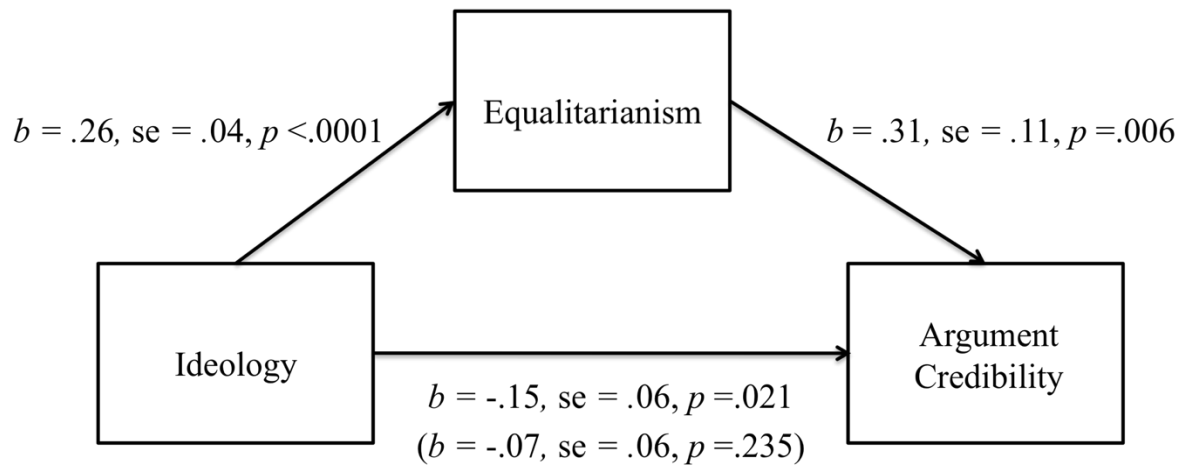 Equalitarianism
b = .26, se = .04, p <.0001
b = .31, se = .11, p =.006
Ideology
Argument
Credibility
b = -.15, se = .06, p =.021
(b = -.07, se = .06, p =.235)